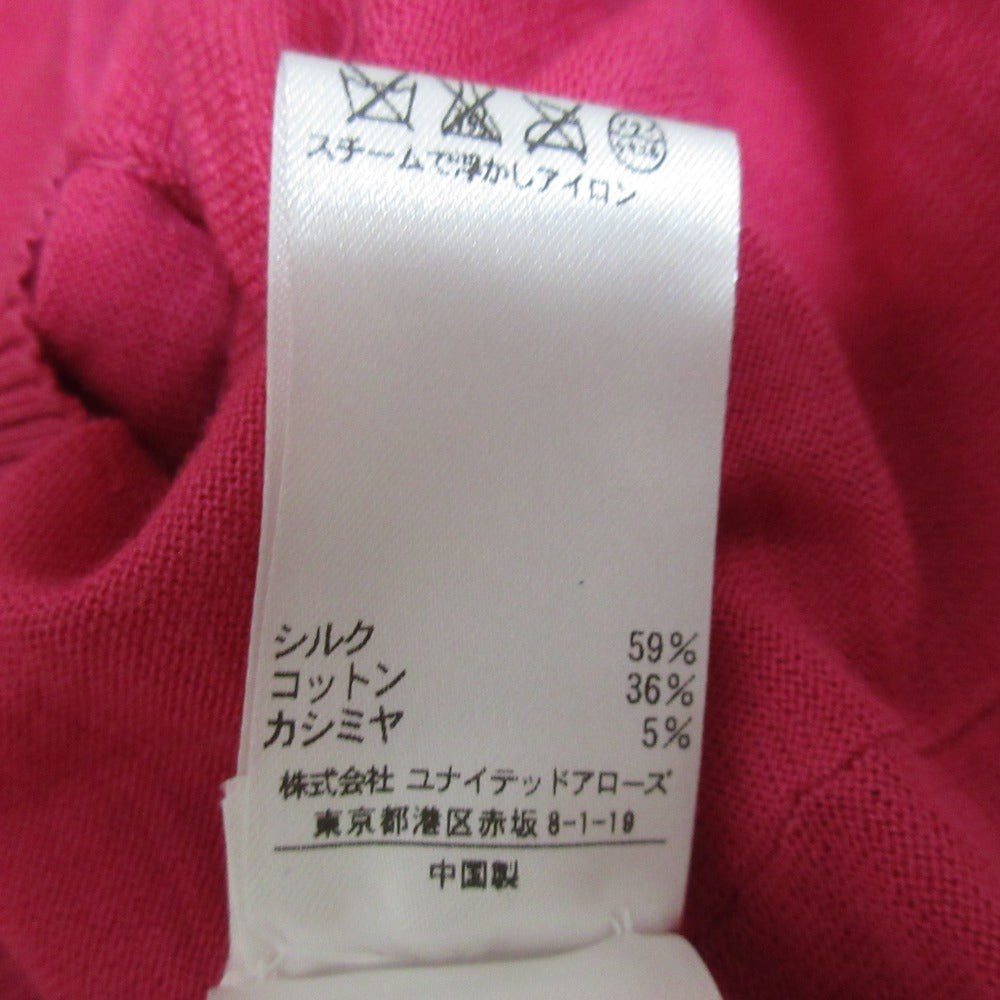 スチームで浮かしアイロン
シルク 59%
コットン 36%
カシミヤ 5%
株式会社 ユナイテッドアローズ
東京都港区赤坂 8-1-19
中国製